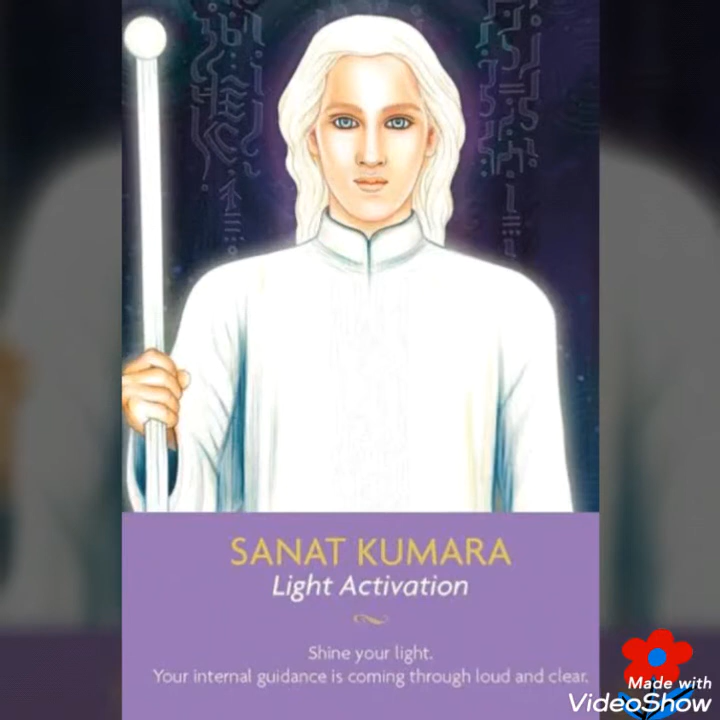 SANAT KUMARA
Light Activation
Shine your light.
Your internal guidance is coming through loud and clear.
Made with
VideoShow